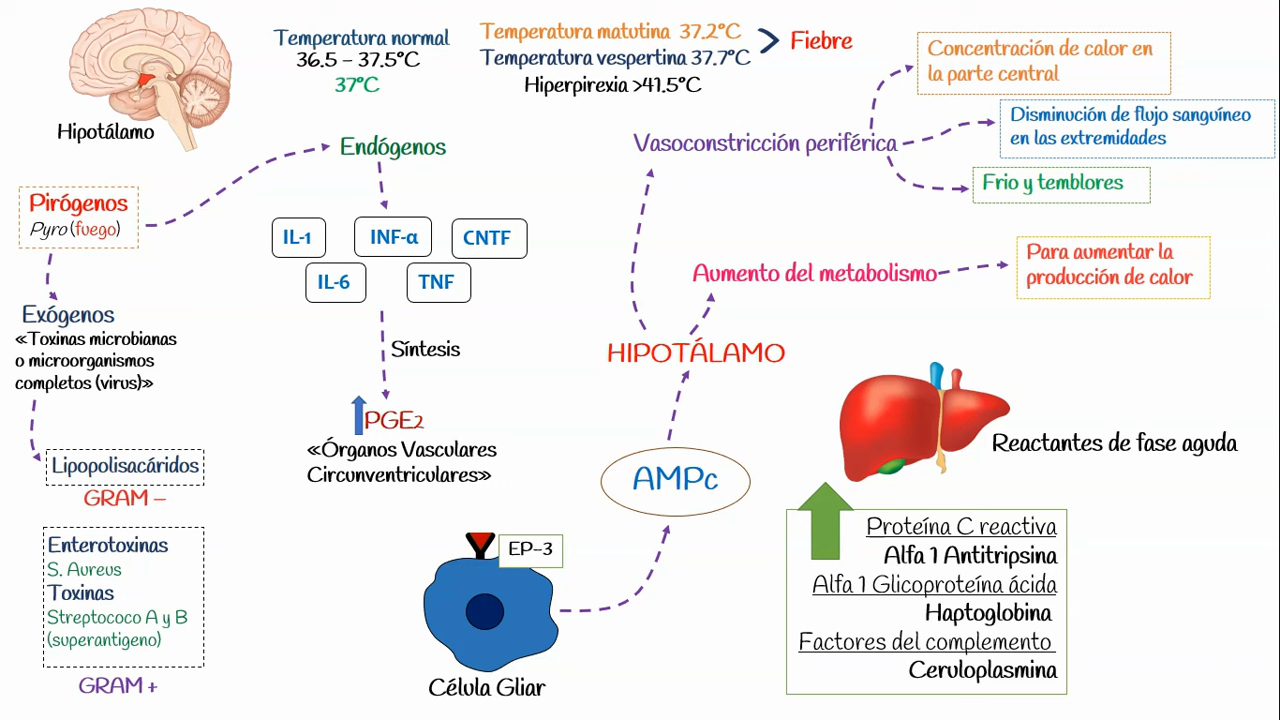 Hipotálamo
Temperatura normal
36.5 – 37.5°C
37°C
Temperatura matutina 37.2°C
Temperatura vespertina 37.7°C
Hiperpirexia >41.5°C
> Fiebre
Pirógenos
Pyro (fuego)
Exógenos
«Toxinas microbianas
o microorganismos
completos (virus)»
Lipopolisacáridos
GRAM –
Enterotoxinas
S. Aureus
Toxinas
Streptococo A y B
(superantigeno)
GRAM +
Endógenos
IL-1
INF-α
CNTF
IL-6
TNF
Síntesis
PGE2
«Órganos Vasculares
Circunventriculares»
EP-3
Célula Gliar
AMPc
HIPOTÁLAMO
Vasoconstricción periférica
Concentración de calor en
la parte central
Disminución de flujo sanguíneo
en las extremidades
Frio y temblores
Aumento del metabolismo
Para aumentar la
producción de calor
Reactantes de fase aguda
Proteína C reactiva
Alfa 1 Antitripsina
Alfa 1 Glicoproteína ácida
Haptoglobina
Factores del complemento
Ceruloplasmina